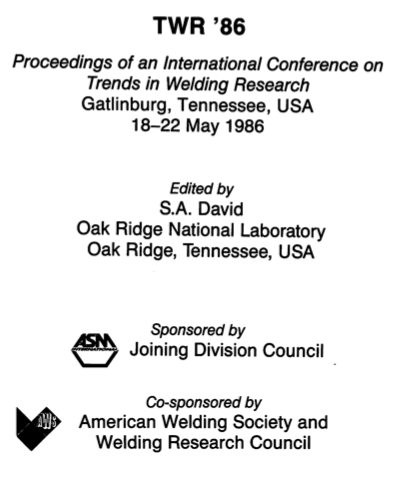 TWR '86
Proceedings of an International Conference on
Trends in Welding Research
Gatlinburg, Tennessee, USA
18–22 May 1986
Edited by
S.A. David
Oak Ridge National Laboratory
Oak Ridge, Tennessee, USA
ASM
INTERNATIONAL
Sponsored by
Joining Division Council
AWS
Co-sponsored by
American Welding Society and
Welding Research Council